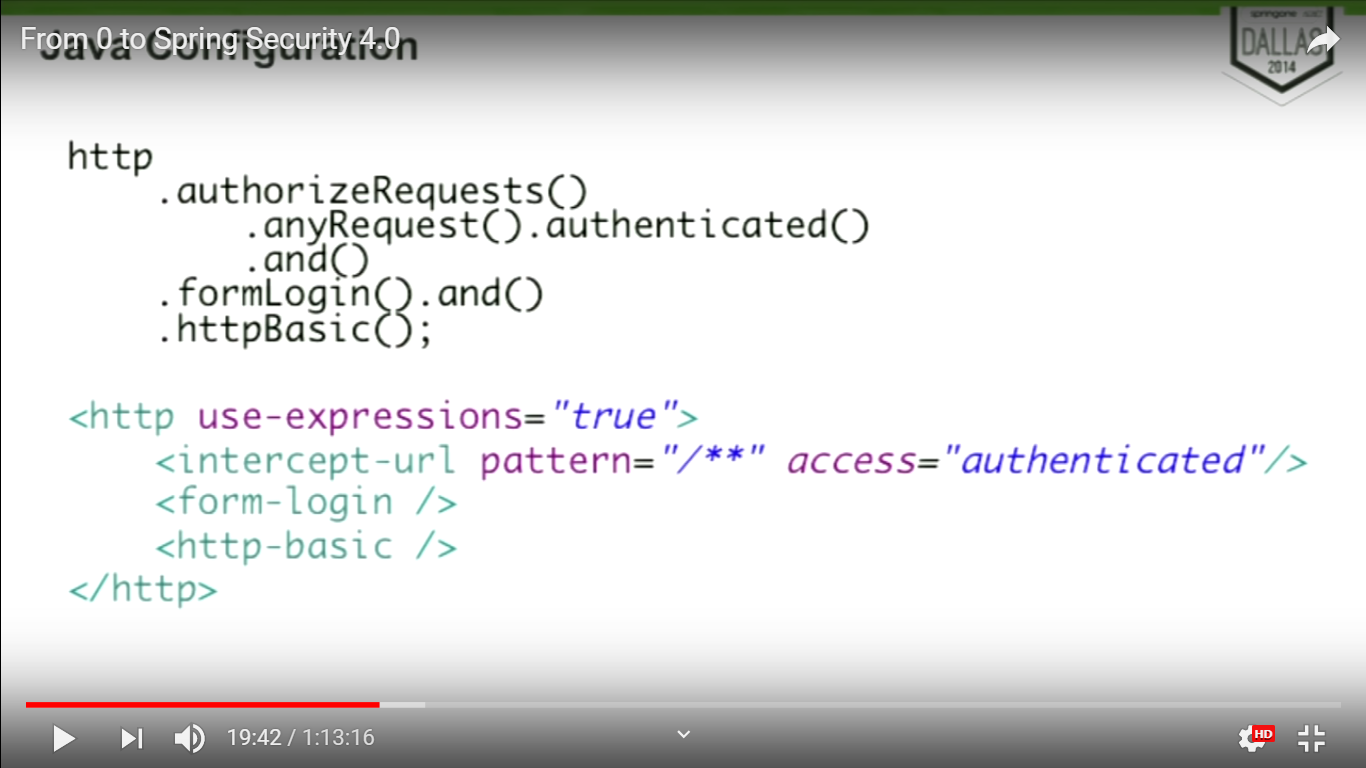 From 0 to Spring Security 4.0
Java Configuration
DALLAS
2014
http
.authorizeRequests()
.anyRequest().authenticated()
.and()
.formLogin().and()
.httpBasic();
<http use-expressions="true">
<intercept-url pattern="/**" access="authenticated"/>
<form-login />
<http-basic />
</http>
19:42 / 1:13:16
HD